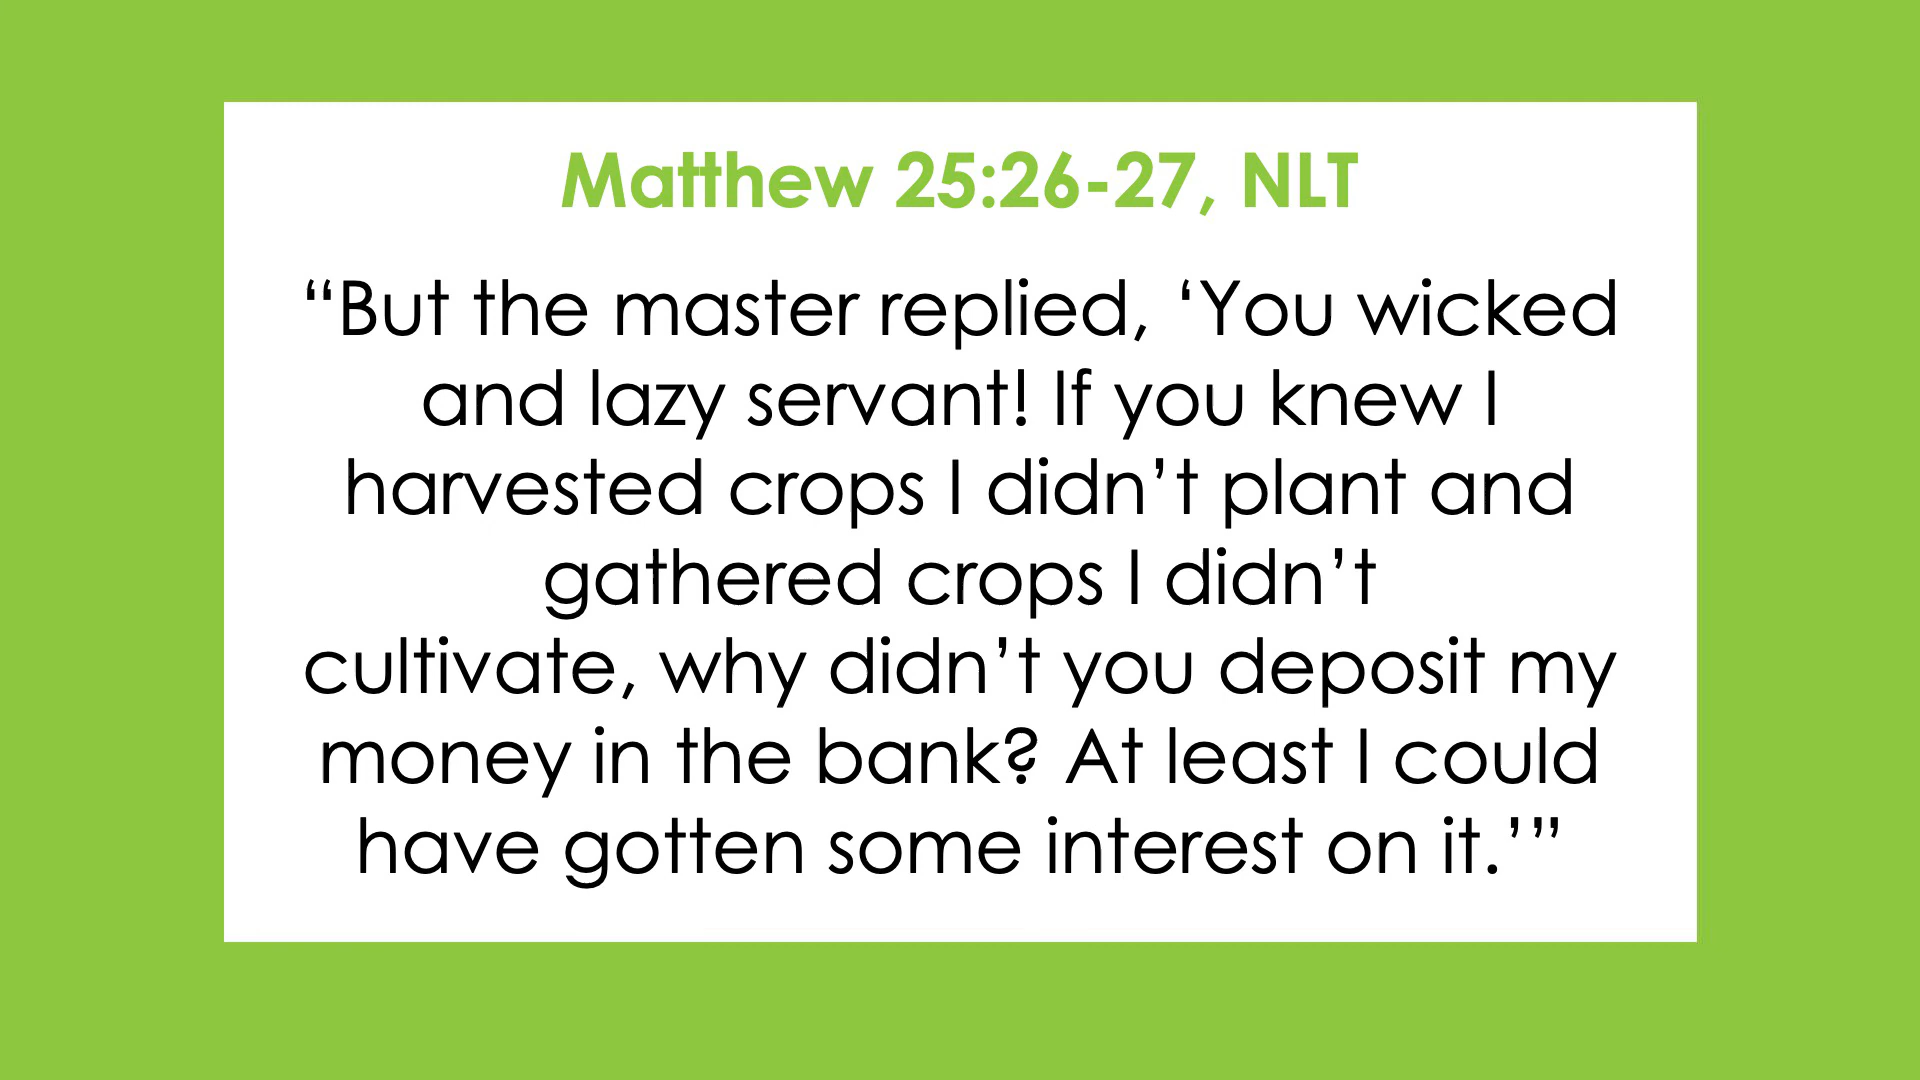 Matthew 25:26-27, NLT
“But the master replied, ‘You wicked
and lazy servant! If you knew I
harvested crops I didn’t plant and
gathered crops I didn’t
cultivate, why didn’t you deposit my
money in the bank? At least I could
have gotten some interest on it.’”